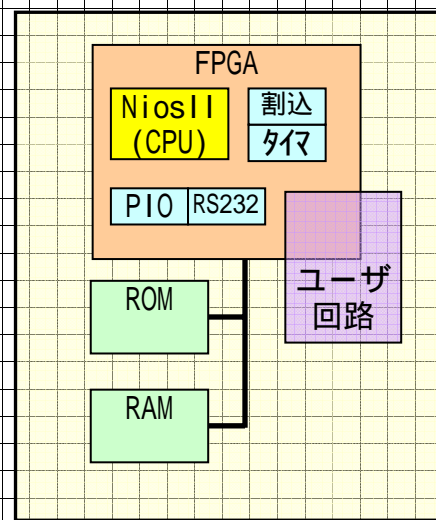 FPGA
NiosII
(CPU)
割込
タイマ
PIO
RS232
ユーザ
回路
ROM
RAM